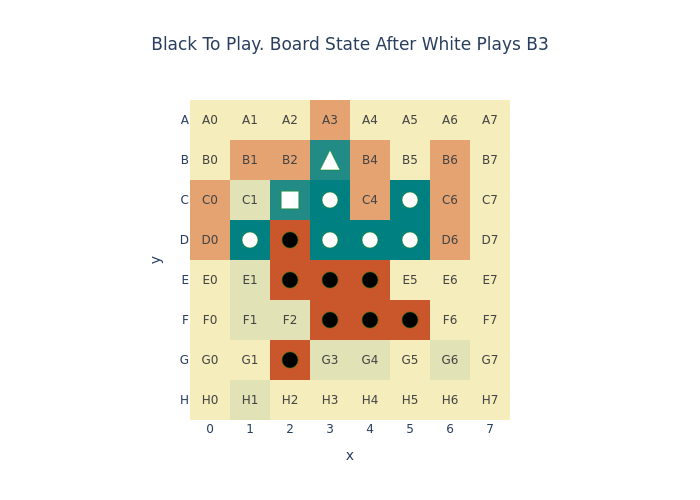 Black To Play. Board State After White Plays B3
A A0 A1 A2 A3 A4 A5 A6 A7
B B0 B1 B2 B4 B5 B6 B7
C C0 C1 C4 C6 C7
D D0 D6 D7
E E0 E1 E5 E6 E7
F F0 F1 F2 F6 F7
G G0 G1 G3 G4 G5 G6 G7
H H0 H1 H2 H3 H4 H5 H6 H7
0 1 2 3 4 5 6 7
x
y